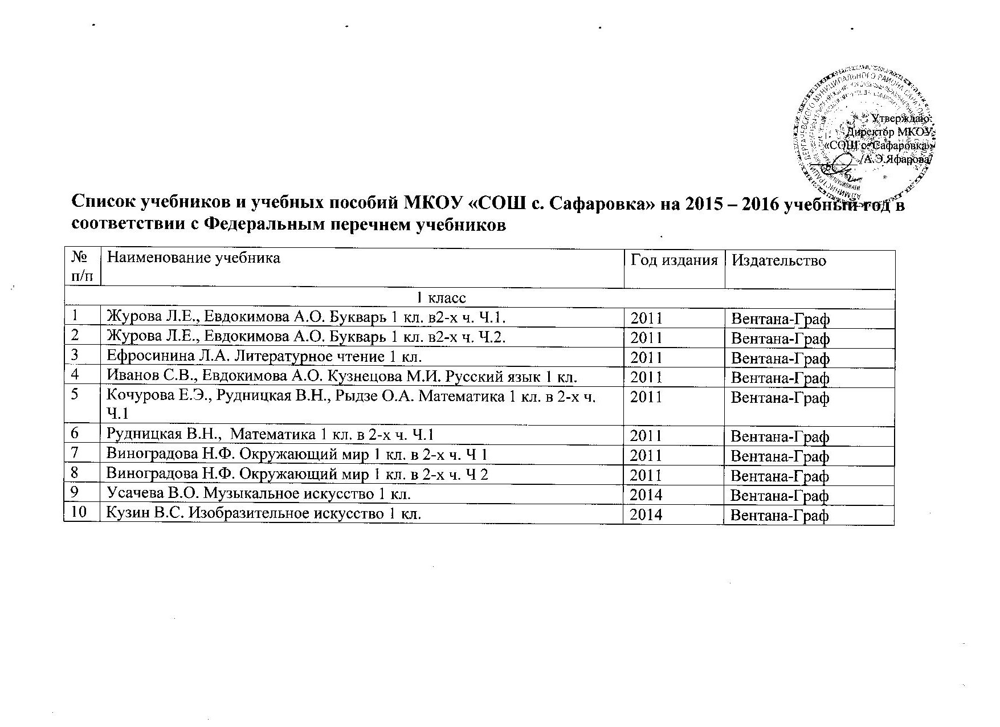 Утверждаю:
Директор МКОУ
«СОШ с. Сафаровка»
/А.Э.Яфарова/
Список учебников и учебных пособий МКОУ «СОШ с. Сафаровка» на 2015 – 2016 учебный год в
соответствии с Федеральным перечнем учебников
№ п/п Наименование учебника Год издания Издательство
1 класс
1 Журова Л.Е., Евдокимова А.О. Букварь 1 кл. в2-х ч. Ч.1. 2011 Вентана-Граф
2 Журова Л.Е., Евдокимова А.О. Букварь 1 кл. в2-х ч. Ч.2. 2011 Вентана-Граф
3 Ефросинина Л.А. Литературное чтение 1 кл. 2011 Вентана-Граф
4 Иванов С.В., Евдокимова А.О. Кузнецова М.И. Русский язык 1 кл. 2011 Вентана-Граф
5 Кочурова Е.Э., Рудницкая В.Н., Рыдзе О.А. Математика 1 кл. в 2-х ч. 2011 Вентана-Граф
Ч.1
6 Рудницкая В.Н., Математика 1 кл. в 2-х ч. Ч.1 2011 Вентана-Граф
7 Виноградова Н.Ф. Окружающий мир 1 кл. в 2-х ч. Ч 1 2011 Вентана-Граф
8 Виноградова Н.Ф. Окружающий мир 1 кл. в 2-х ч. Ч 2 2011 Вентана-Граф
9 Усачева В.О. Музыкальное искусство 1 кл. 2014 Вентана-Граф
10 Кузин В.С. Изобразительное искусство 1 кл. 2014 Вентана-Граф